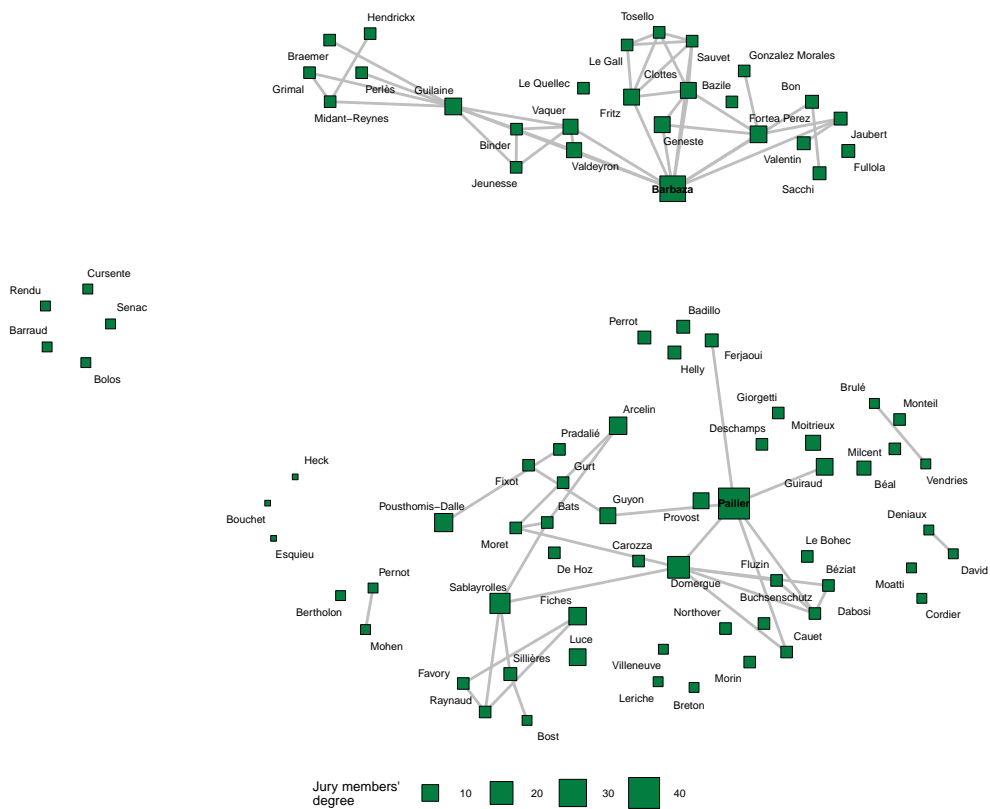 Hendrickx
Tosello
Braemer
Le Gall
Sauvet
Gonzalez Morales
Grimal
Perlès
Guilaine
Le Quellec
Clottes
Bazile
Bon
Midant−Reynes
Vaquer
Fritz
Fortea Perez
Binder
Geneste
Jaubert
Valdeyron
Valentin
Fullola
Jeunesse
Barbaza
Sacchi
Cursente
Rendu
Senac
Barraud
Bolos
Badillo
Perrot
Ferjaoui
Helly
Brulé
Giorgetti
Monteil
Arcelin
Deschamps
Moitrieux
Pradalié
Milcent
Heck
Gurt
Fixot
Guiraud
Béal
Vendries
Pousthomis−Dalle
Bats
Guyon
Pailler
Provost
Bouchet
Deniaux
Moret
Carozza
Le Bohec
Esquieu
De Hoz
Fluzin
Béziat
David
Pernot
Sablayrolles
Domergue
Moatti
Fiches
Buchsenschutz
Bertholon
Northover
Dabosi
Cordier
Luce
Cauet
Mohen
Sillières
Villeneuve
Favory
Morin
Raynaud
Leriche
Breton
Bost
Jury members'
degree
10 20 30 40